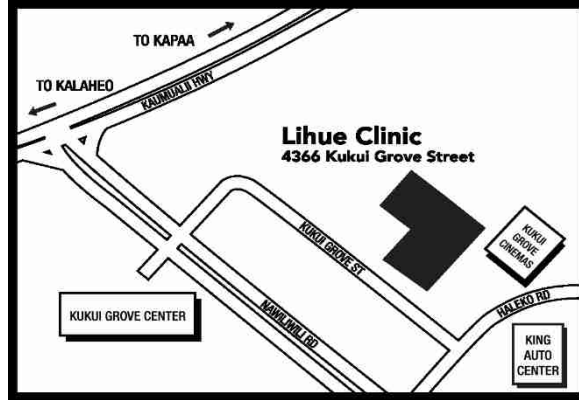 TO KAPAA
TO KALAHEO
KAUMUALII HWY
Lihue Clinic
4366 Kukui Grove Street
KUKUI
GROVE
CINEMAS
KUKUI GROVE ST
HALEKO RD
KUKUI GROVE CENTER
NAWILIWILI RD
KING
AUTO
CENTER